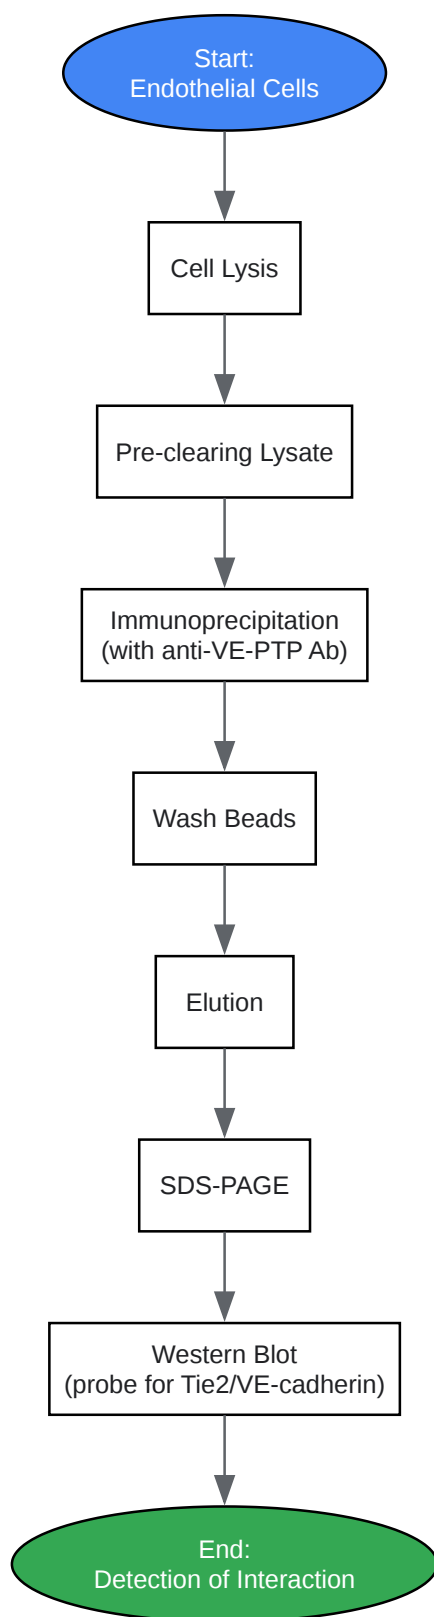 Start:
Endothelial Cells
Cell Lysis
Pre-clearing Lysate
Immunoprecipitation
(with anti-VE-PTP Ab)
Wash Beads
Elution
SDS-PAGE
Western Blot
(probe for Tie2/VE-cadherin)
End:
Detection of Interaction